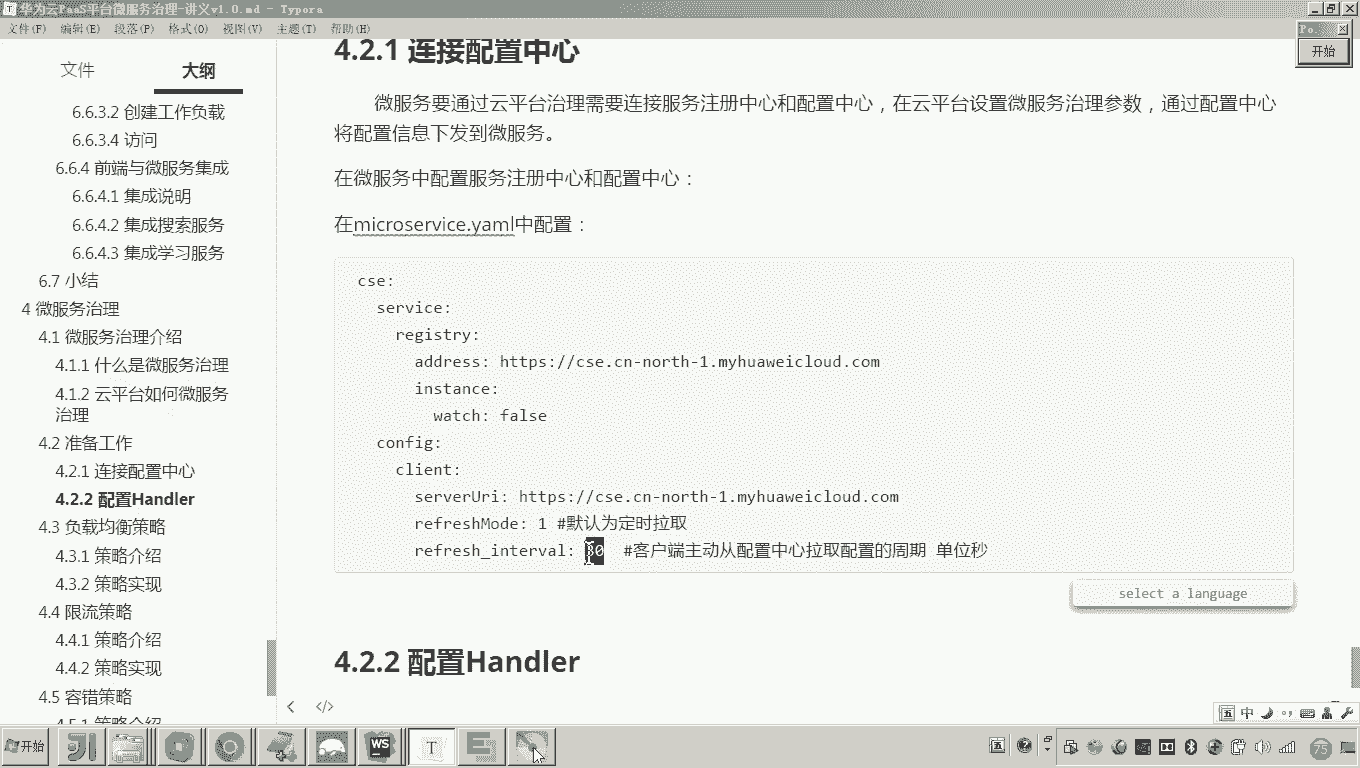 华为云PaaS平台微服务治理-讲义v1.0.md - Typora
文件(F) 编辑(E) 段落(P) 格式(O) 视图(V) 主题(T) 帮助(H)
Po.
开始
文件 大纲
6.6.3.2 创建工作负载
6.6.3.4 访问
6.6.4 前端与微服务集成
6.6.4.1 集成说明
6.6.4.2 集成搜索服务
6.6.4.3 集成学习服务
6.7 小结
4 微服务治理
4.1 微服务治理介绍
4.1.1 什么是微服务治理
4.1.2 云平台如何微服务
治理
4.2 准备工作
4.2.1 连接配置中心
4.2.2 配置Handler
4.3 负载均衡策略
4.3.1 策略介绍
4.3.2 策略实现
4.4 限流策略
4.4.1 策略介绍
4.4.2 策略实现
4.5 容错策略
4.5.1 策略介绍
4.2.1 连接配置中心
微服务要通过云平台治理需要连接服务注册中心和配置中心，在云平台设置微服务治理参数，通过配置中心
将配置信息下发到微服务。
在微服务中配置服务注册中心和配置中心：
在microservice.yaml中配置：
cse:
service:
registry:
address: https://cse.cn-north-1.myhuaweicloud.com
instance:
watch: false
config:
client:
serverUri: https://cse.cn-north-1.myhuaweicloud.com
refreshMode: 1 #默认为定时拉取
refresh_interval: 30 #客户端主动从配置中心拉取配置的周期 单位秒
select a language
4.2.2 配置Handler
</>
五 中
开始
WS
T
五
75